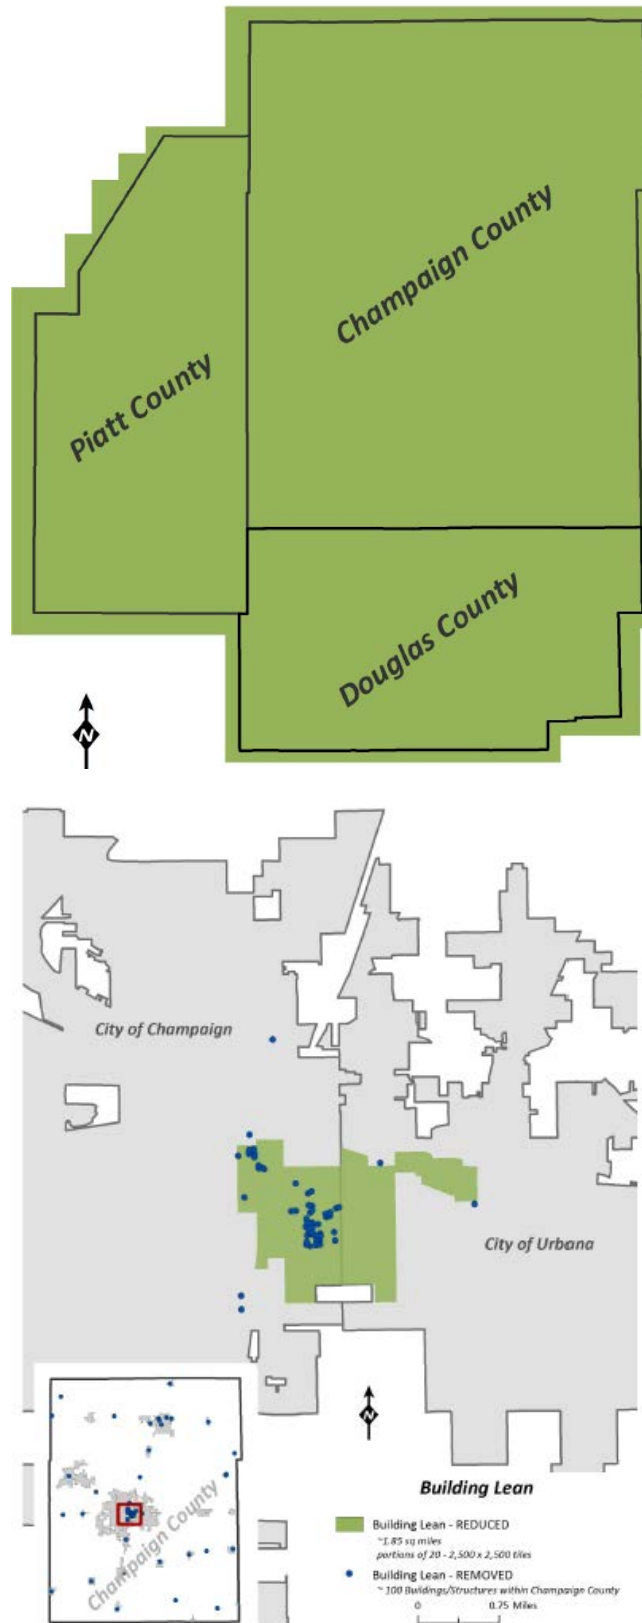 Champaign County
Piatt County
Douglas County
N
City of Champaign
City of Urbana
N
Champaign County
Building Lean
Building Lean - REDUCED
~1.85 sq miles
portions of 20 - 2,500 x 2,500 tiles
Building Lean - REMOVED
~ 100 Buildings/Structures within Champaign County
0 0.75 Miles